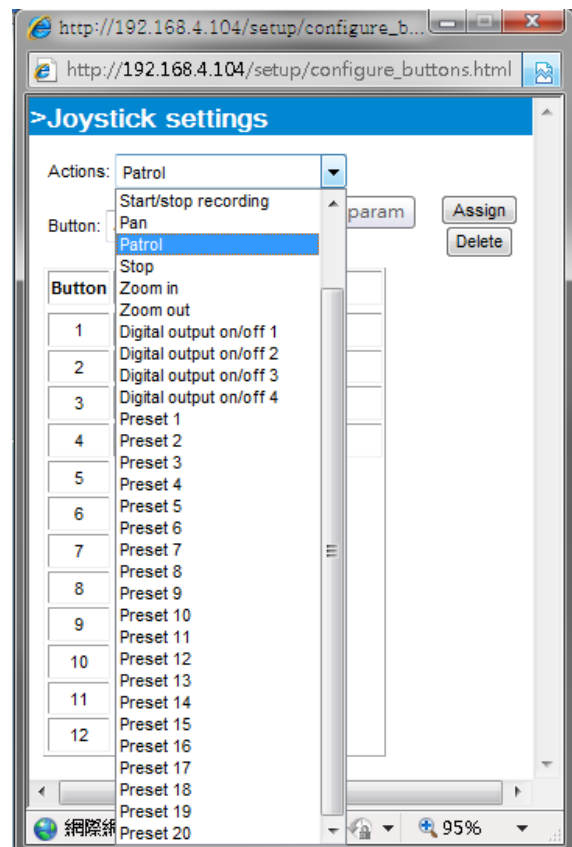 http://192.168.4.104/setup/configure_b...
http://192.168.4.104/setup/configure_buttons.html
>Joystick settings
Actions: Patrol
Button:
param
Assign
Delete
Start/stop recording
Pan
Patrol
Stop
Zoom in
Zoom out
Digital output on/off 1
Digital output on/off 2
Digital output on/off 3
Digital output on/off 4
Preset 1
Preset 2
Preset 3
Preset 4
Preset 5
Preset 6
Preset 7
Preset 8
Preset 9
Preset 10
Preset 11
Preset 12
Preset 13
Preset 14
Preset 15
Preset 16
Preset 17
Preset 18
Preset 19
Preset 20
Button
1
2
3
4
5
6
7
8
9
10
11
12
網際
95%